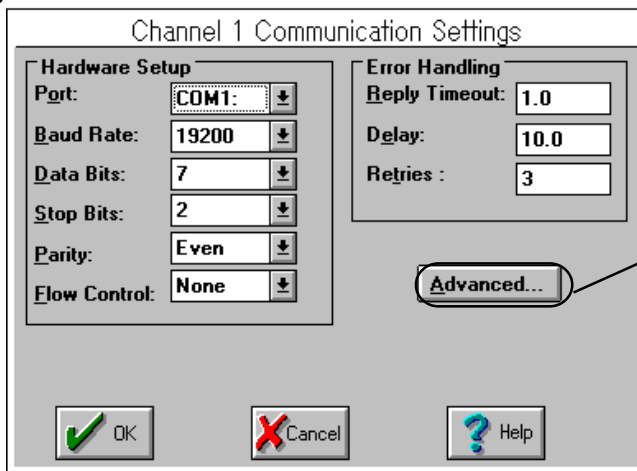 Channel 1 Communication Settings
Hardware Setup
Port: COM1:
Baud Rate: 19200
Data Bits: 7
Stop Bits: 2
Parity: Even
Flow Control: None
Error Handling
Reply Timeout: 1.0
Delay: 10.0
Retries : 3
Advanced...
OK
Cancel
Help